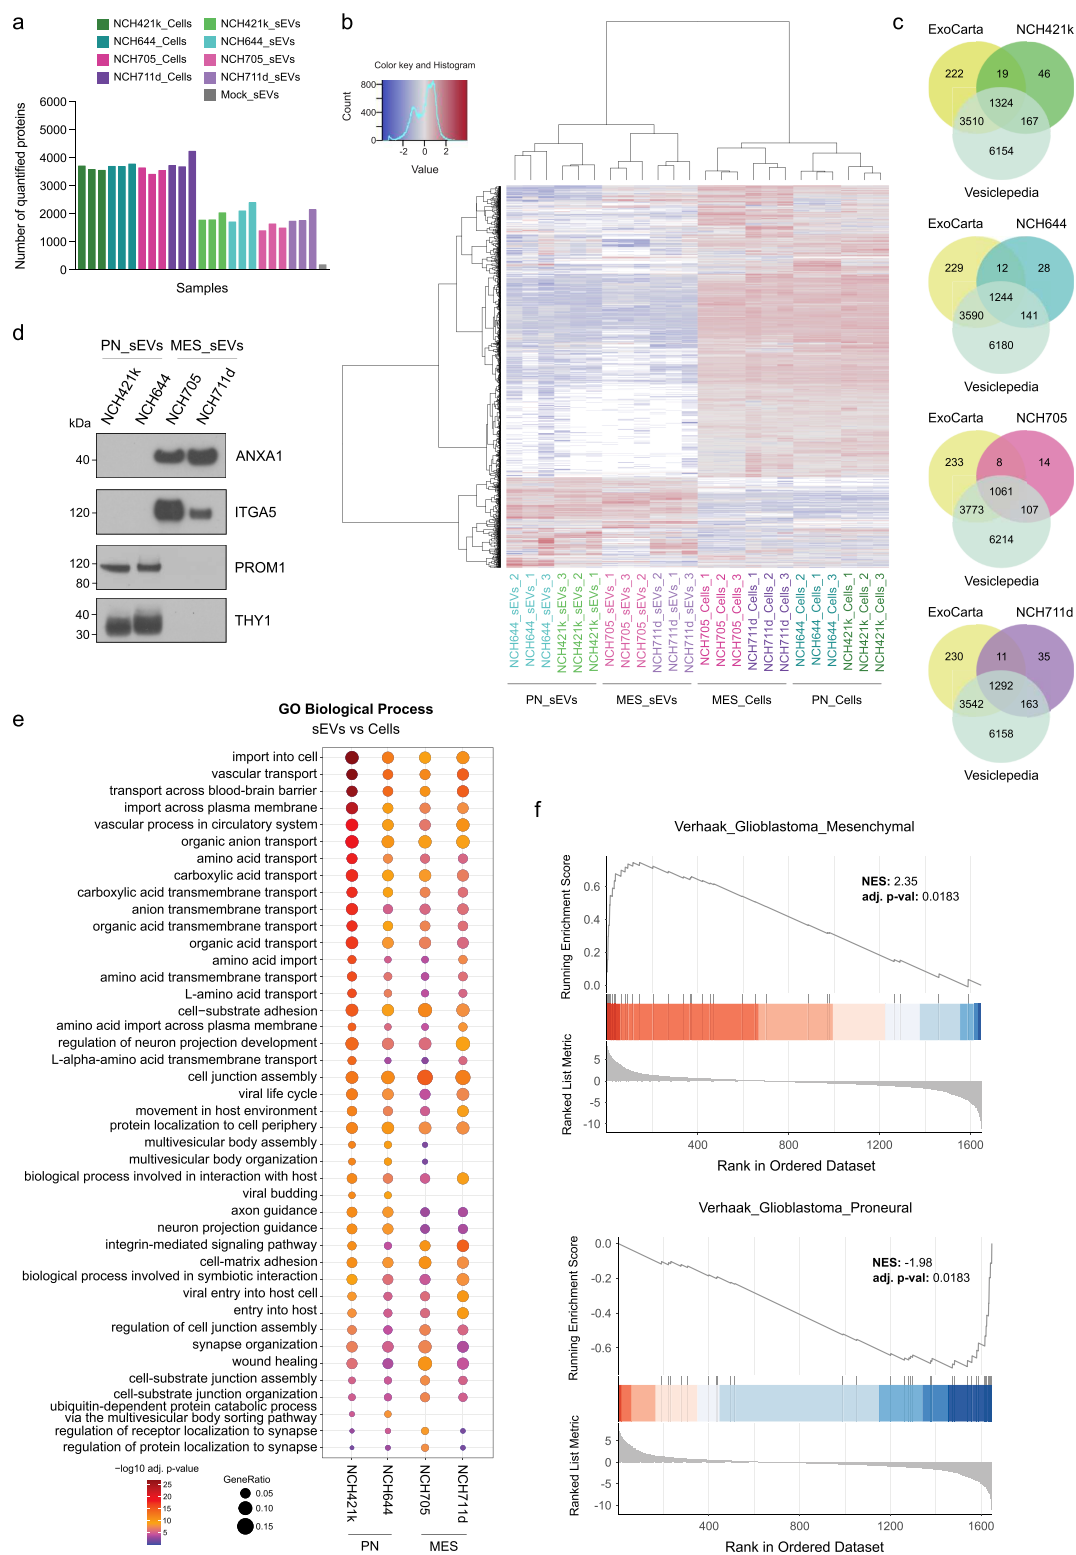 a
NCH421k_Cells
NCH644_Cells
NCH705_Cells
NCH711d_Cells
NCH421k_sEVs
NCH644_sEVs
NCH705_sEVs
NCH711d_sEVs
Mock_sEVs
Number of quantified proteins
6000
5000
4000
3000
2000
1000
0
Samples
b
Color key and Histogram
Count
800
400
0
-2 0 2
Value
NCH644_sEVs_2
NCH644_sEVs_1
NCH644_sEVs_3
NCH421k_sEVs_3
NCH421k_sEVs_2
NCH421k_sEVs_1
NCH705_sEVs_1
NCH705_sEVs_3
NCH705_sEVs_2
NCH711d_sEVs_2
NCH711d_sEVs_1
NCH711d_sEVs_3
NCH705_Cells_1
NCH705_Cells_2
NCH705_Cells_3
NCH711d_Cells_1
NCH711d_Cells_2
NCH711d_Cells_3
NCH644_Cells_2
NCH644_Cells_1
NCH644_Cells_3
NCH421k_Cells_1
NCH421k_Cells_2
NCH421k_Cells_3
PN_sEVs
MES_sEVs
MES_Cells
PN_Cells
c
ExoCarta
NCH421k
222
19
46
1324
3510
167
6154
Vesiclepedia
ExoCarta
NCH644
229
12
28
1244
3590
141
6180
Vesiclepedia
ExoCarta
NCH705
233
8
14
1061
3773
107
6214
Vesiclepedia
ExoCarta
NCH711d
230
11
35
1292
3542
163
6158
Vesiclepedia
d
PN_sEVs MES_sEVs
NCH421k
NCH644
NCH705
NCH711d
kDa
40
ANXA1
120
ITGA5
120
80
PROM1
40
30
THY1
e
GO Biological Process
sEVs vs Cells
import into cell
vascular transport
transport across blood-brain barrier
import across plasma membrane
vascular process in circulatory system
organic anion transport
amino acid transport
carboxylic acid transport
carboxylic acid transmembrane transport
anion transmembrane transport
organic acid transmembrane transport
organic acid transport
amino acid import
amino acid transmembrane transport
L-amino acid transport
cell−substrate adhesion
amino acid import across plasma membrane
regulation of neuron projection development
L-alpha-amino acid transmembrane transport
cell junction assembly
viral life cycle
movement in host environment
protein localization to cell periphery
multivesicular body assembly
multivesicular body organization
biological process involved in interaction with host
viral budding
axon guidance
neuron projection guidance
integrin-mediated signaling pathway
cell-matrix adhesion
biological process involved in symbiotic interaction
viral entry into host cell
entry into host
regulation of cell junction assembly
synapse organization
wound healing
cell-substrate junction assembly
cell-substrate junction organization
ubiquitin-dependent protein catabolic process
via the multivesicular body sorting pathway
regulation of receptor localization to synapse
regulation of protein localization to synapse
−log10 adj. p-value
25
20
15
10
5
GeneRatio
0.05
0.10
0.15
NCH421k
NCH644
NCH705
NCH711d
PN
MES
f
Verhaak_Glioblastoma_Mesenchymal
Running Enrichment Score
0.6
0.4
0.2
0.0
NES: 2.35
adj. p-val: 0.0183
Ranked List Metric
5
0
-5
-10
400 800 1200 1600
Rank in Ordered Dataset
Verhaak_Glioblastoma_Proneural
Running Enrichment Score
0.0
-0.2
-0.4
-0.6
NES: -1.98
adj. p-val: 0.0183
Ranked List Metric
5
0
-5
-10
400 800 1200 1600
Rank in Ordered Dataset